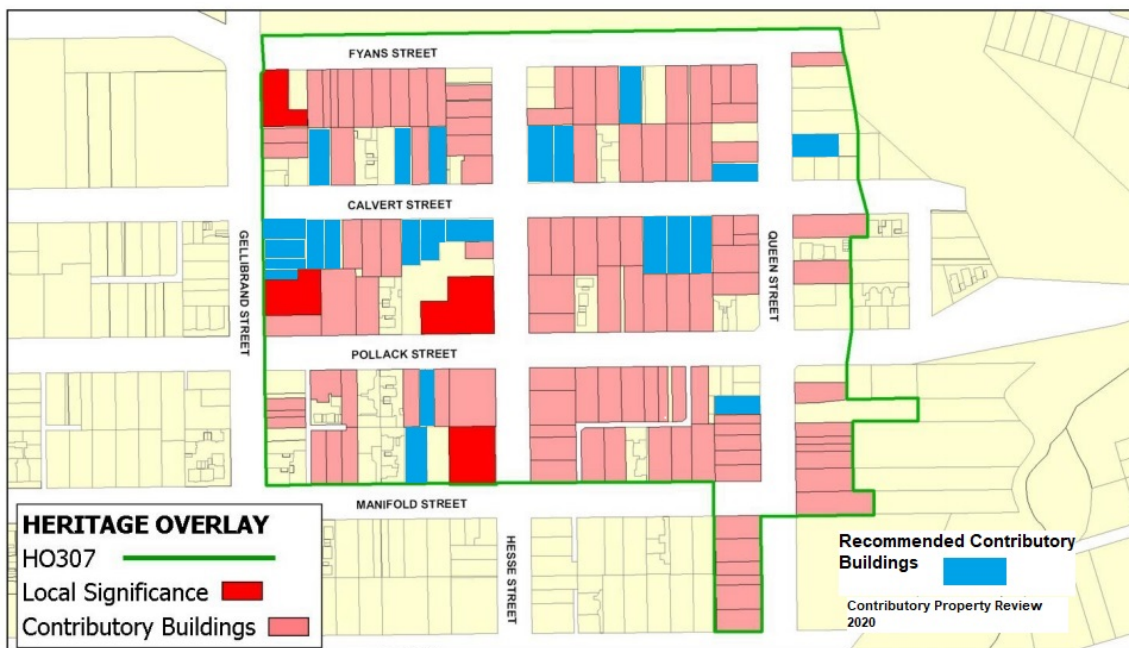 FYANS STREET
CALVERT STREET
GELLIBRAND STREET
QUEEN STREET
POLLACK STREET
MANIFOLD STREET
HESSE STREET
HERITAGE OVERLAY
HO307
Local Significance
Contributory Buildings
Recommended Contributory
Buildings
Contributory Property Review
2020